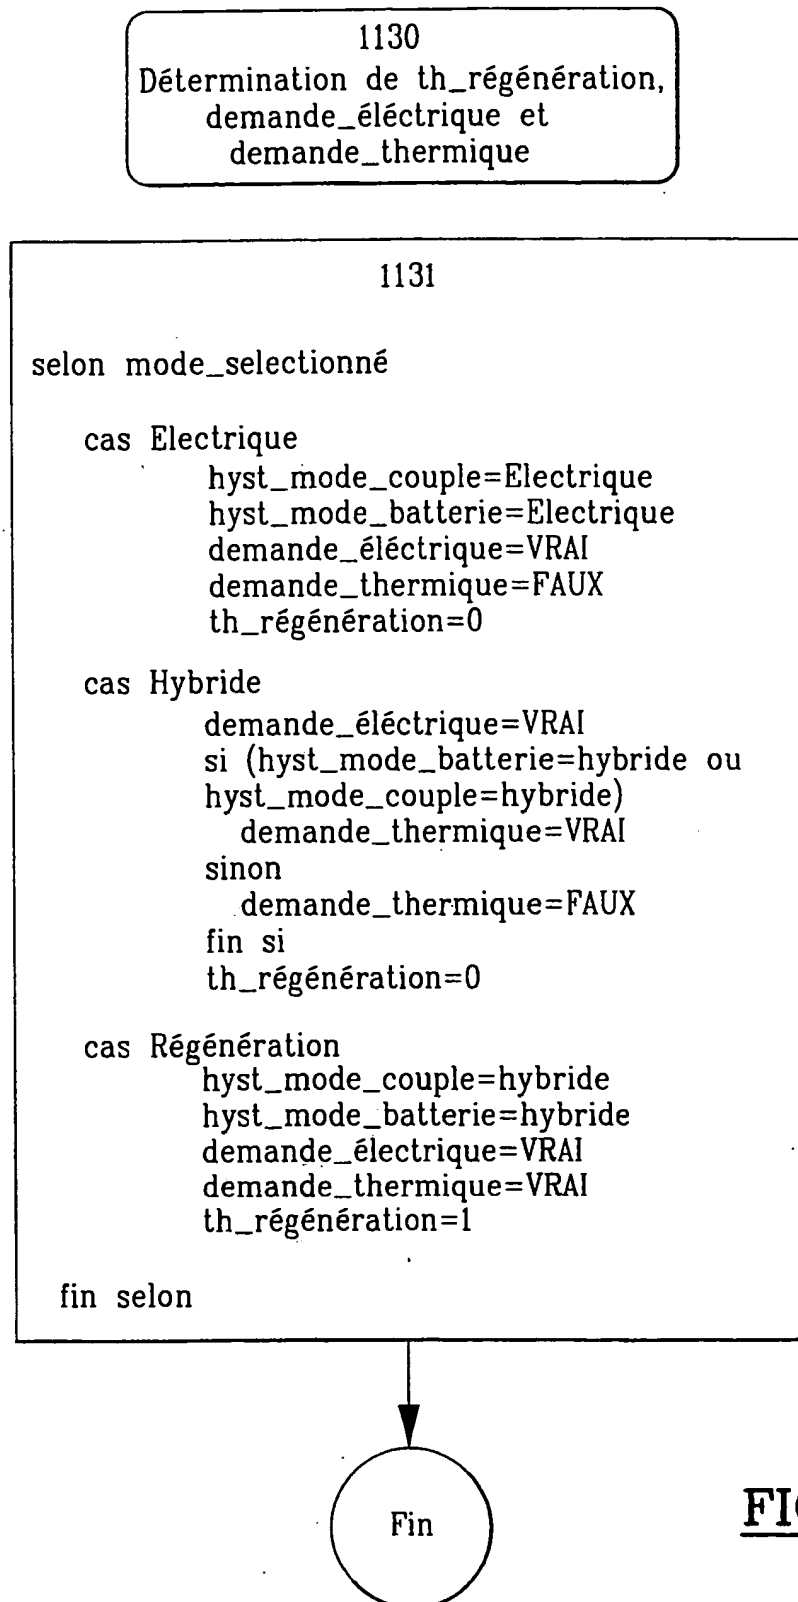 1130
Détermination de th_régénération,
demande_éléctrique et
demande_thermique
1131
selon mode_selectionné
cas Electrique
hyst_mode_couple=Electrique
hyst_mode_batterie=Electrique
demande_éléctrique=VRAI
demande_thermique=FAUX
th_régénération=0
cas Hybride
demande_éléctrique=VRAI
si (hyst_mode_batterie=hybride ou
hyst_mode_couple=hybride)
demande_thermique=VRAI
sinon
demande_thermique=FAUX
fin si
th_régénération=0
cas Régénération
hyst_mode_couple=hybride
hyst_mode_batterie=hybride
demande_électrique=VRAI
demande_thermique=VRAI
th_régénération=1
fin selon
Fin